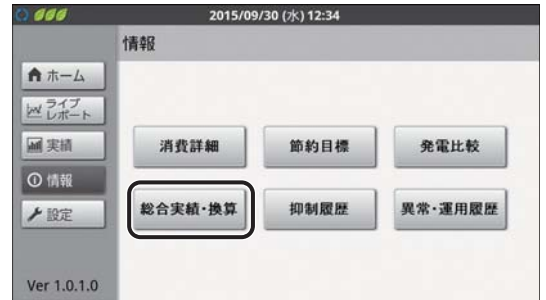 2015/09/30 (水) 12:34
情報
ホーム
ライブ
レポート
実績
情報
設定
消費詳細
節約目標
発電比較
総合実績・換算
抑制履歴
異常・運用履歴
Ver 1.0.1.0